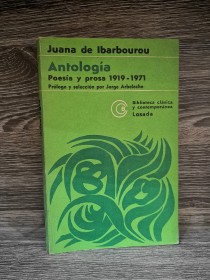 Juana de Ibarbourou
Antología
Poesía y prosa 1919-1971
Prólogo y selección por Jorge Arbeleche
Biblioteca clásica
y contemporánea
Losada